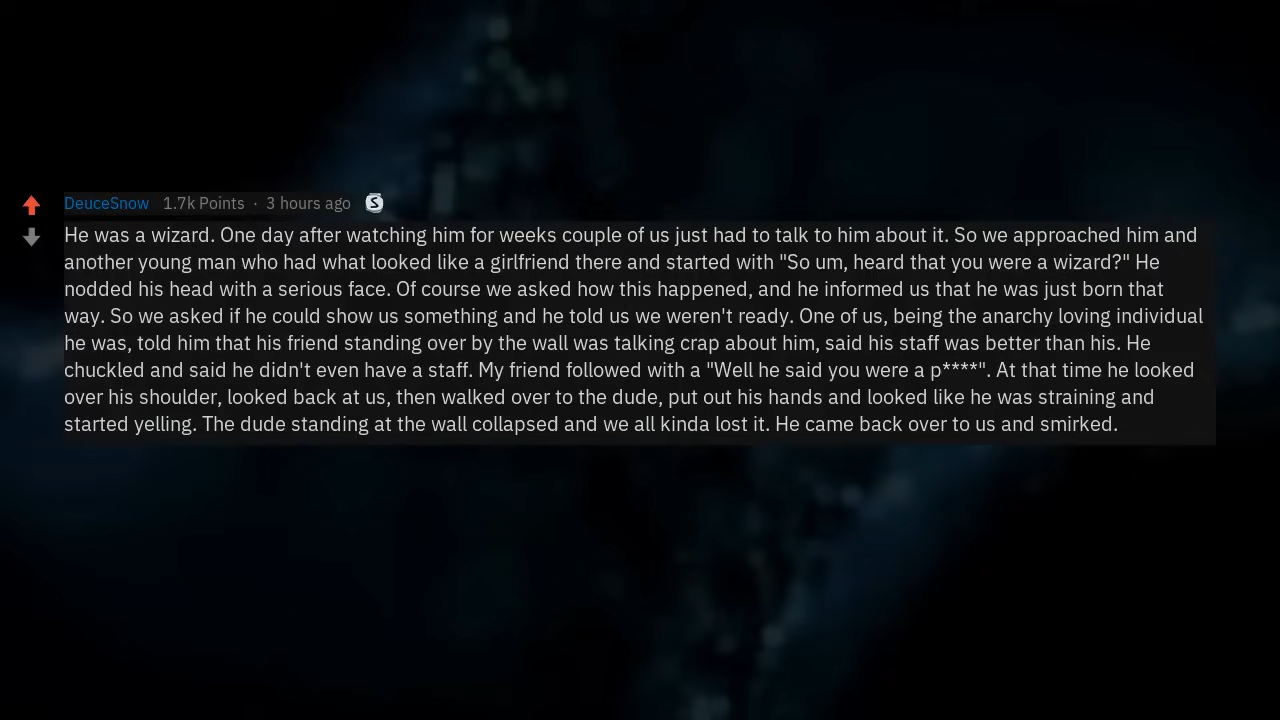 DeuceSnow 1.7k Points · 3 hours ago S
He was a wizard. One day after watching him for weeks couple of us just had to talk to him about it. So we approached him and
another young man who had what looked like a girlfriend there and started with "So um, heard that you were a wizard?" He
nodded his head with a serious face. Of course we asked how this happened, and he informed us that he was just born that
way. So we asked if he could show us something and he told us we weren't ready. One of us, being the anarchy loving individual
he was, told him that his friend standing over by the wall was talking crap about him, said his staff was better than his. He
chuckled and said he didn't even have a staff. My friend followed with a "Well he said you were a p****". At that time he looked
over his shoulder, looked back at us, then walked over to the dude, put out his hands and looked like he was straining and
started yelling. The dude standing at the wall collapsed and we all kinda lost it. He came back over to us and smirked.